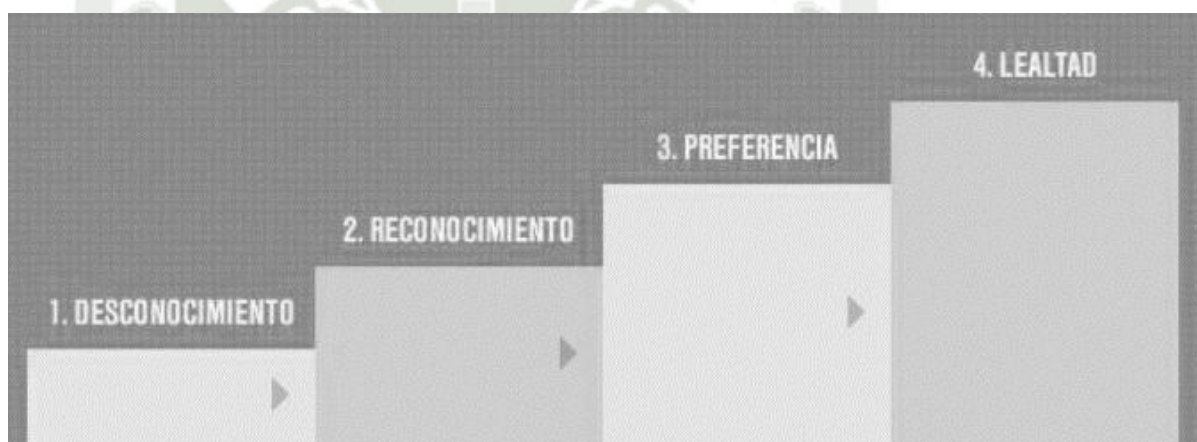 1. DESCONOCIMIENTO
2. RECONOCIMIENTO
3. PREFERENCIA
4. LEALTAD